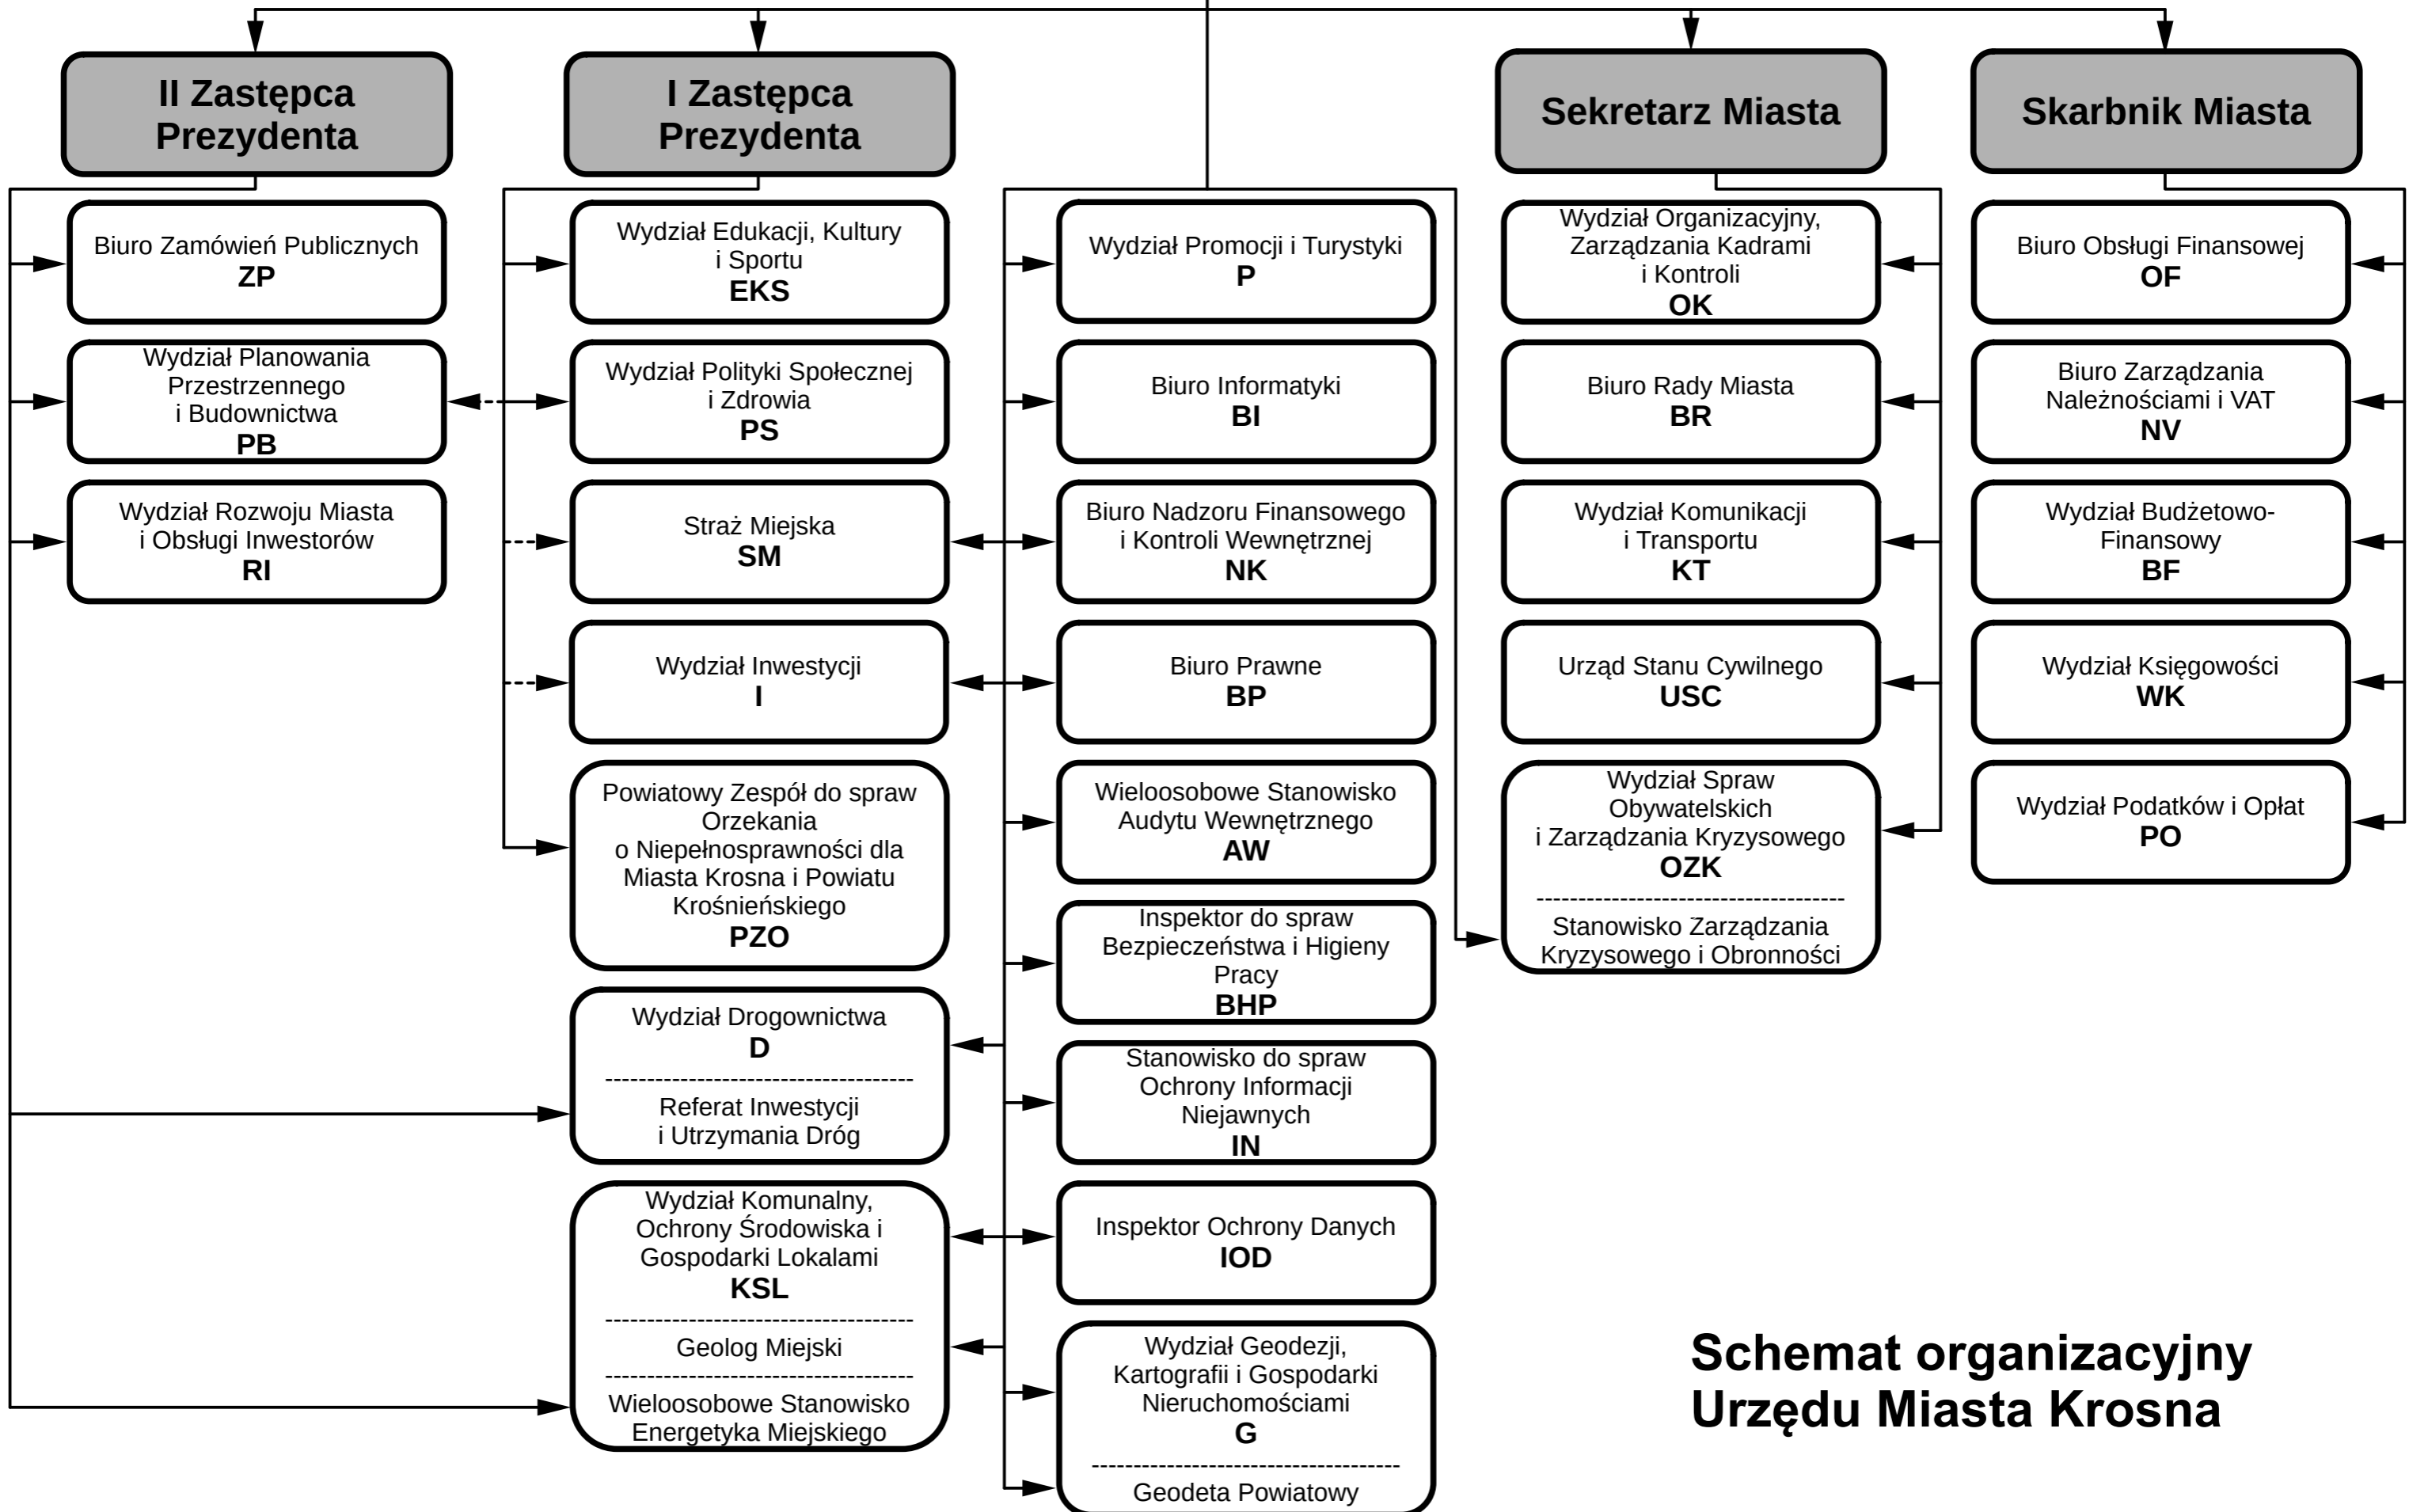 II Zastępca
Prezydenta
I Zastępca
Prezydenta
Sekretarz Miasta
Skarbnik Miasta
Biuro Zamówień Publicznych
ZP
Wydział Planowania
Przestrzennego
i Budownictwa
PB
Wydział Rozwoju Miasta
i Obsługi Inwestorów
RI
Wydział Edukacji, Kultury
i Sportu
EKS
Wydział Polityki Społecznej
i Zdrowia
PS
Straż Miejska
SM
Wydział Inwestycji
I
Powiatowy Zespół do spraw
Orzekania
o Niepełnosprawności dla
Miasta Krosna i Powiatu
Krośnieńskiego
PZO
Wydział Drogownictwa
D
-------------------------------------
Referat Inwestycji
i Utrzymania Dróg
Wydział Komunalny,
Ochrony Środowiska i
Gospodarki Lokalami
KSL
-------------------------------------
Geolog Miejski
-------------------------------------
Wieloosobowe Stanowisko
Energetyka Miejskiego
Wydział Promocji i Turystyki
P
Biuro Informatyki
BI
Biuro Nadzoru Finansowego
i Kontroli Wewnętrznej
NK
Biuro Prawne
BP
Wieloosobowe Stanowisko
Audytu Wewnętrznego
AW
Inspektor do spraw
Bezpieczeństwa i Higieny
Pracy
BHP
Stanowisko do spraw
Ochrony Informacji
Niejawnych
IN
Inspektor Ochrony Danych
IOD
Wydział Geodezji,
Kartografii i Gospodarki
Nieruchomościami
G
-------------------------------------
Geodeta Powiatowy
Wydział Organizacyjny,
Zarządzania Kadrami
i Kontroli
OK
Biuro Rady Miasta
BR
Wydział Komunikacji
i Transportu
KT
Urząd Stanu Cywilnego
USC
Wydział Spraw
Obywatelskich
i Zarządzania Kryzysowego
OZK
-------------------------------------
Stanowisko Zarządzania
Kryzysowego i Obronności
Biuro Obsługi Finansowej
OF
Biuro Zarządzania
Należnościami i VAT
NV
Wydział Budżetowo-
Finansowy
BF
Wydział Księgowości
WK
Wydział Podatków i Opłat
PO
Schemat organizacyjny
Urzędu Miasta Krosna